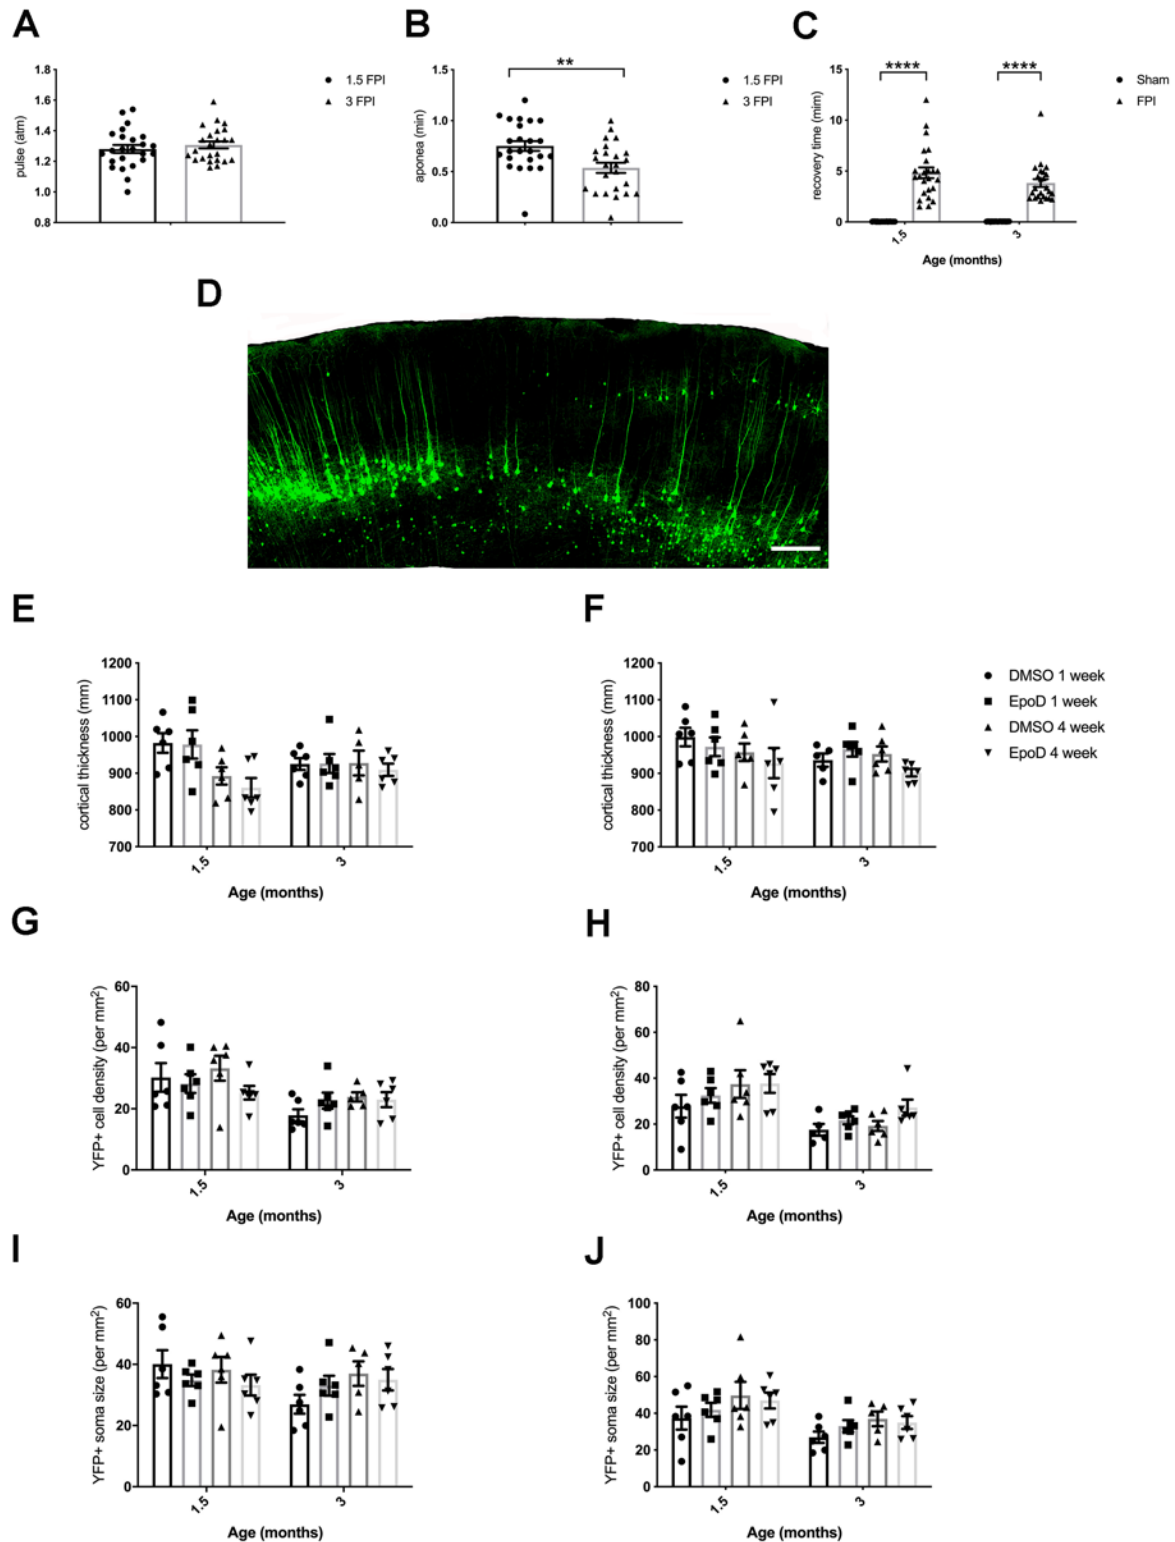 A
B
C
pulse (atm)
1.8
1.6
1.4
1.2
1.0
0.8
1.5 FPI
3 FPI
aponea (min)
1.5
1.0
0.5
0.0
**
1.5 FPI
3 FPI
recovery time (mim)
15
10
5
0
****
****
1.5
3
Age (months)
Sham
FPI
D
E
F
cortical thickness (mm)
1200
1100
1000
900
800
700
1.5
3
Age (months)
cortical thickness (mm)
1200
1100
1000
900
800
700
1.5
3
Age (months)
DMSO 1 week
EpoD 1 week
DMSO 4 week
EpoD 4 week
G
H
YFP+ cell density (per mm²)
60
40
20
0
1.5
3
Age (months)
YFP+ cell density (per mm²)
80
60
40
20
0
1.5
3
Age (months)
I
J
YFP+ soma size (per mm²)
60
40
20
0
1.5
3
Age (months)
YFP+ soma size (per mm²)
100
80
60
40
20
0
1.5
3
Age (months)